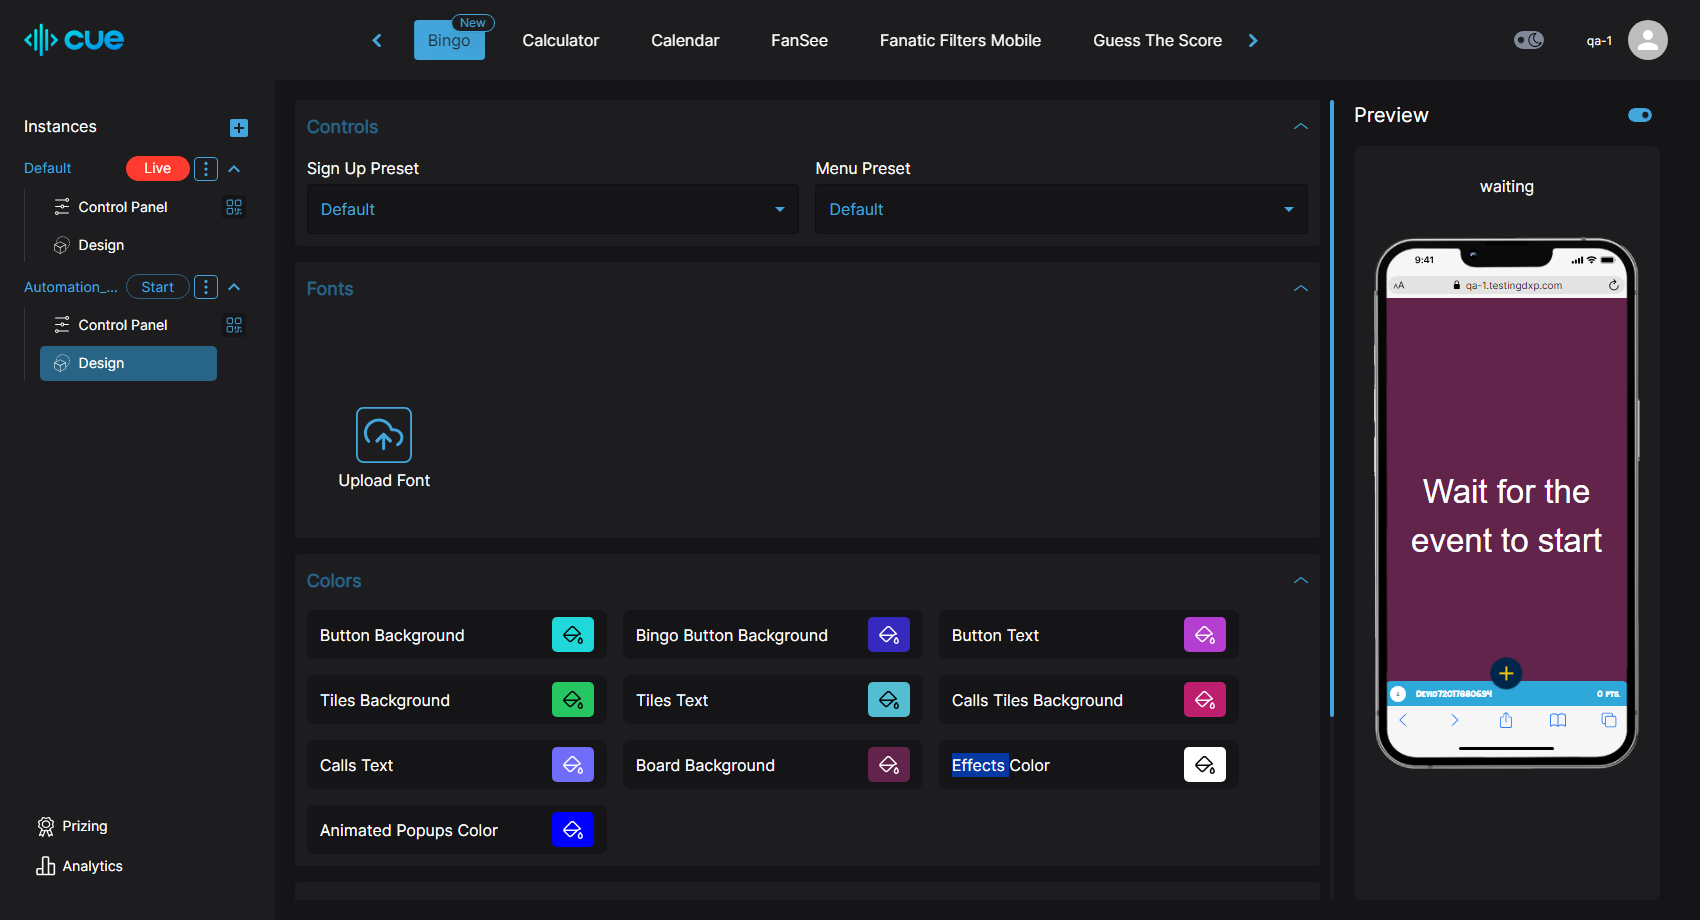 cue
New
Bingo
Calculator
Calendar
FanSee
Fanatic Filters Mobile
Guess The Score
qa-1
Instances
Default
Live
Control Panel
Design
Automation_...
Start
Control Panel
Design
Prizing
Analytics
Controls
Sign Up Preset
Menu Preset
Default
Default
Fonts
Upload Font
Colors
Button Background
Bingo Button Background
Button Text
Tiles Background
Tiles Text
Calls Tiles Background
Calls Text
Board Background
Effects Color
Animated Popups Color
Preview
waiting
9:41
AA
qa-1.testingdxp.com
Wait for the
event to start
0 PTS.